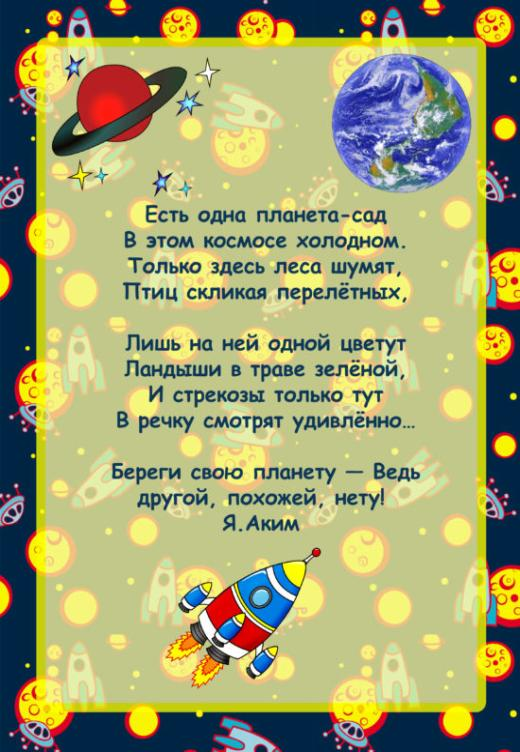 Есть одна планета-сад
В этом космосе холодном.
Только здесь леса шумят,
Птиц скликая перелётных,
Лишь на ней одной цветут
Ландыши в траве зелёной,
И стрекозы только тут
В речку смотрят удивлённо…
Береги свою планету — Ведь
другой, похожей, нету!
Я.Аким